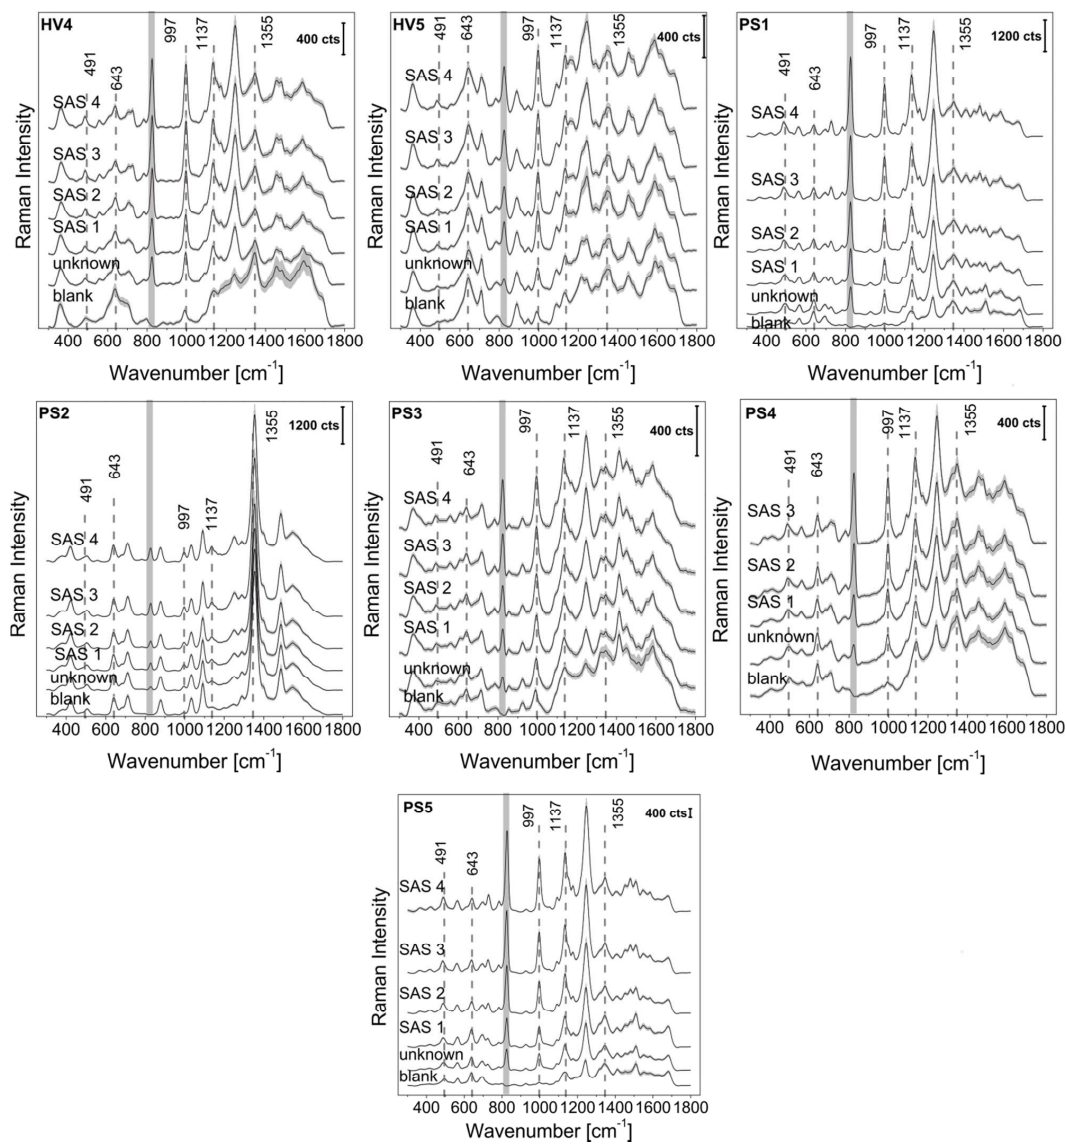 HV4
491
643
997
1137
1355
400 cts
SAS 4
SAS 3
SAS 2
SAS 1
unknown
blank
Raman Intensity
400 600 800 1000 1200 1400 1600 1800
Wavenumber [cm⁻¹]
HV5
491
643
997
1137
1355
400 cts
SAS 4
SAS 3
SAS 2
SAS 1
unknown
blank
Raman Intensity
400 600 800 1000 1200 1400 1600 1800
Wavenumber [cm⁻¹]
PS1
491
643
997
1137
1355
1200 cts
SAS 4
SAS 3
SAS 2
SAS 1
unknown
blank
Raman Intensity
400 600 800 1000 1200 1400 1600 1800
Wavenumber [cm⁻¹]
PS2
491
643
997
1137
1355
1200 cts
SAS 4
SAS 3
SAS 2
SAS 1
unknown
blank
Raman Intensity
400 600 800 1000 1200 1400 1600 1800
Wavenumber [cm⁻¹]
PS3
491
643
997
1137
1355
400 cts
SAS 4
SAS 3
SAS 2
SAS 1
unknown
blank
Raman Intensity
400 600 800 1000 1200 1400 1600 1800
Wavenumber [cm⁻¹]
PS4
491
643
997
1137
1355
400 cts
SAS 3
SAS 2
SAS 1
unknown
blank
Raman Intensity
400 600 800 1000 1200 1400 1600 1800
Wavenumber [cm⁻¹]
PS5
491
643
997
1137
1355
400 cts
SAS 4
SAS 3
SAS 2
SAS 1
unknown
blank
Raman Intensity
400 600 800 1000 1200 1400 1600 1800
Wavenumber [cm⁻¹]